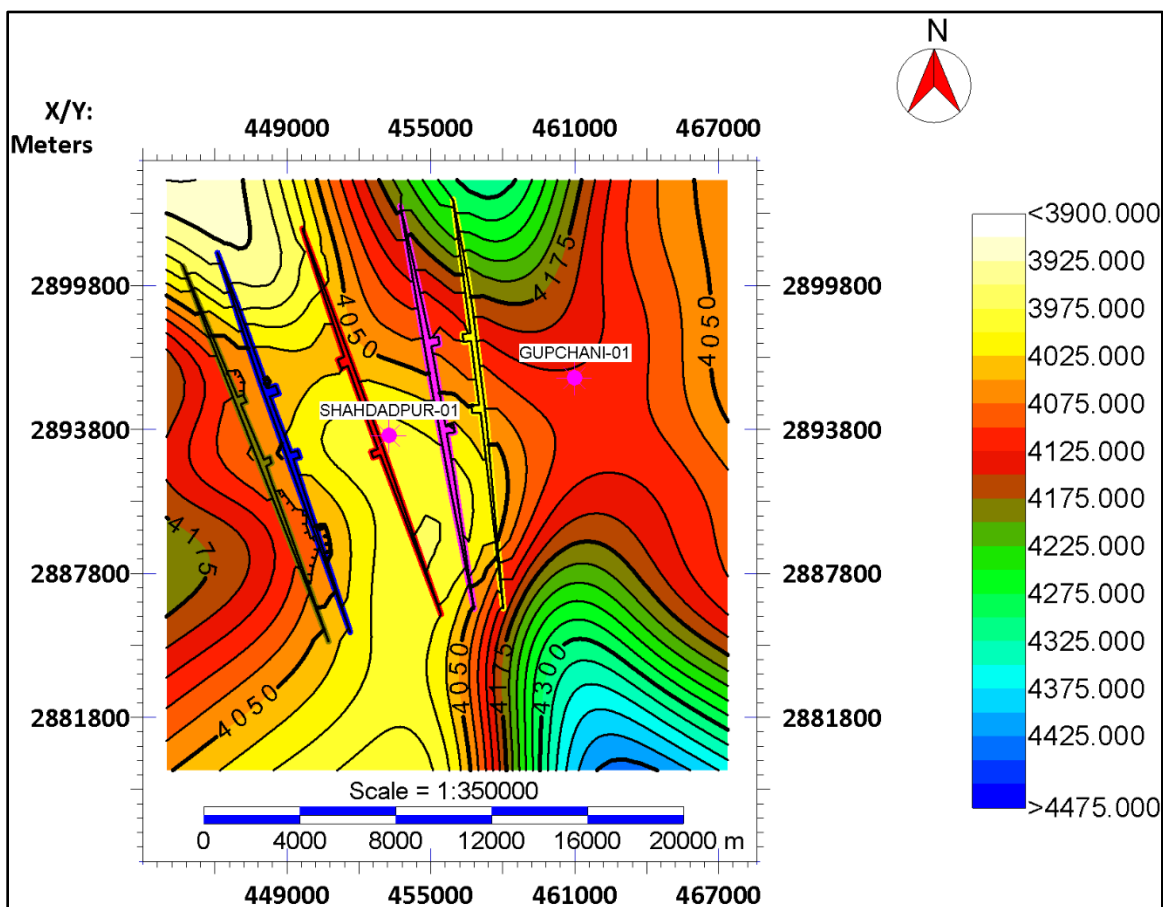 N
X/Y:
Meters
449000 455000 461000 467000
<3900.000
3925.000
3975.000
4025.000
4075.000
4125.000
4175.000
4225.000
4275.000
4325.000
4375.000
4425.000
>4475.000
2899800 2899800
2893800 2893800
2887800 2887800
2881800 2881800
4175
4050
4050
GUPCHANI-01
SHAHDADPUR-01
4175
4050
4050
4175
4300
Scale = 1:350000
0 4000 8000 12000 16000 20000 m
449000 455000 461000 467000